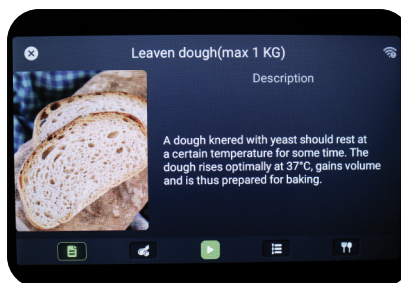 Leaven dough(max 1 KG)
Description
A dough knered with yeast should rest at
a certain temperature for some time. The
dough rises optimally at 37°C, gains volume
and is thus prepared for baking.